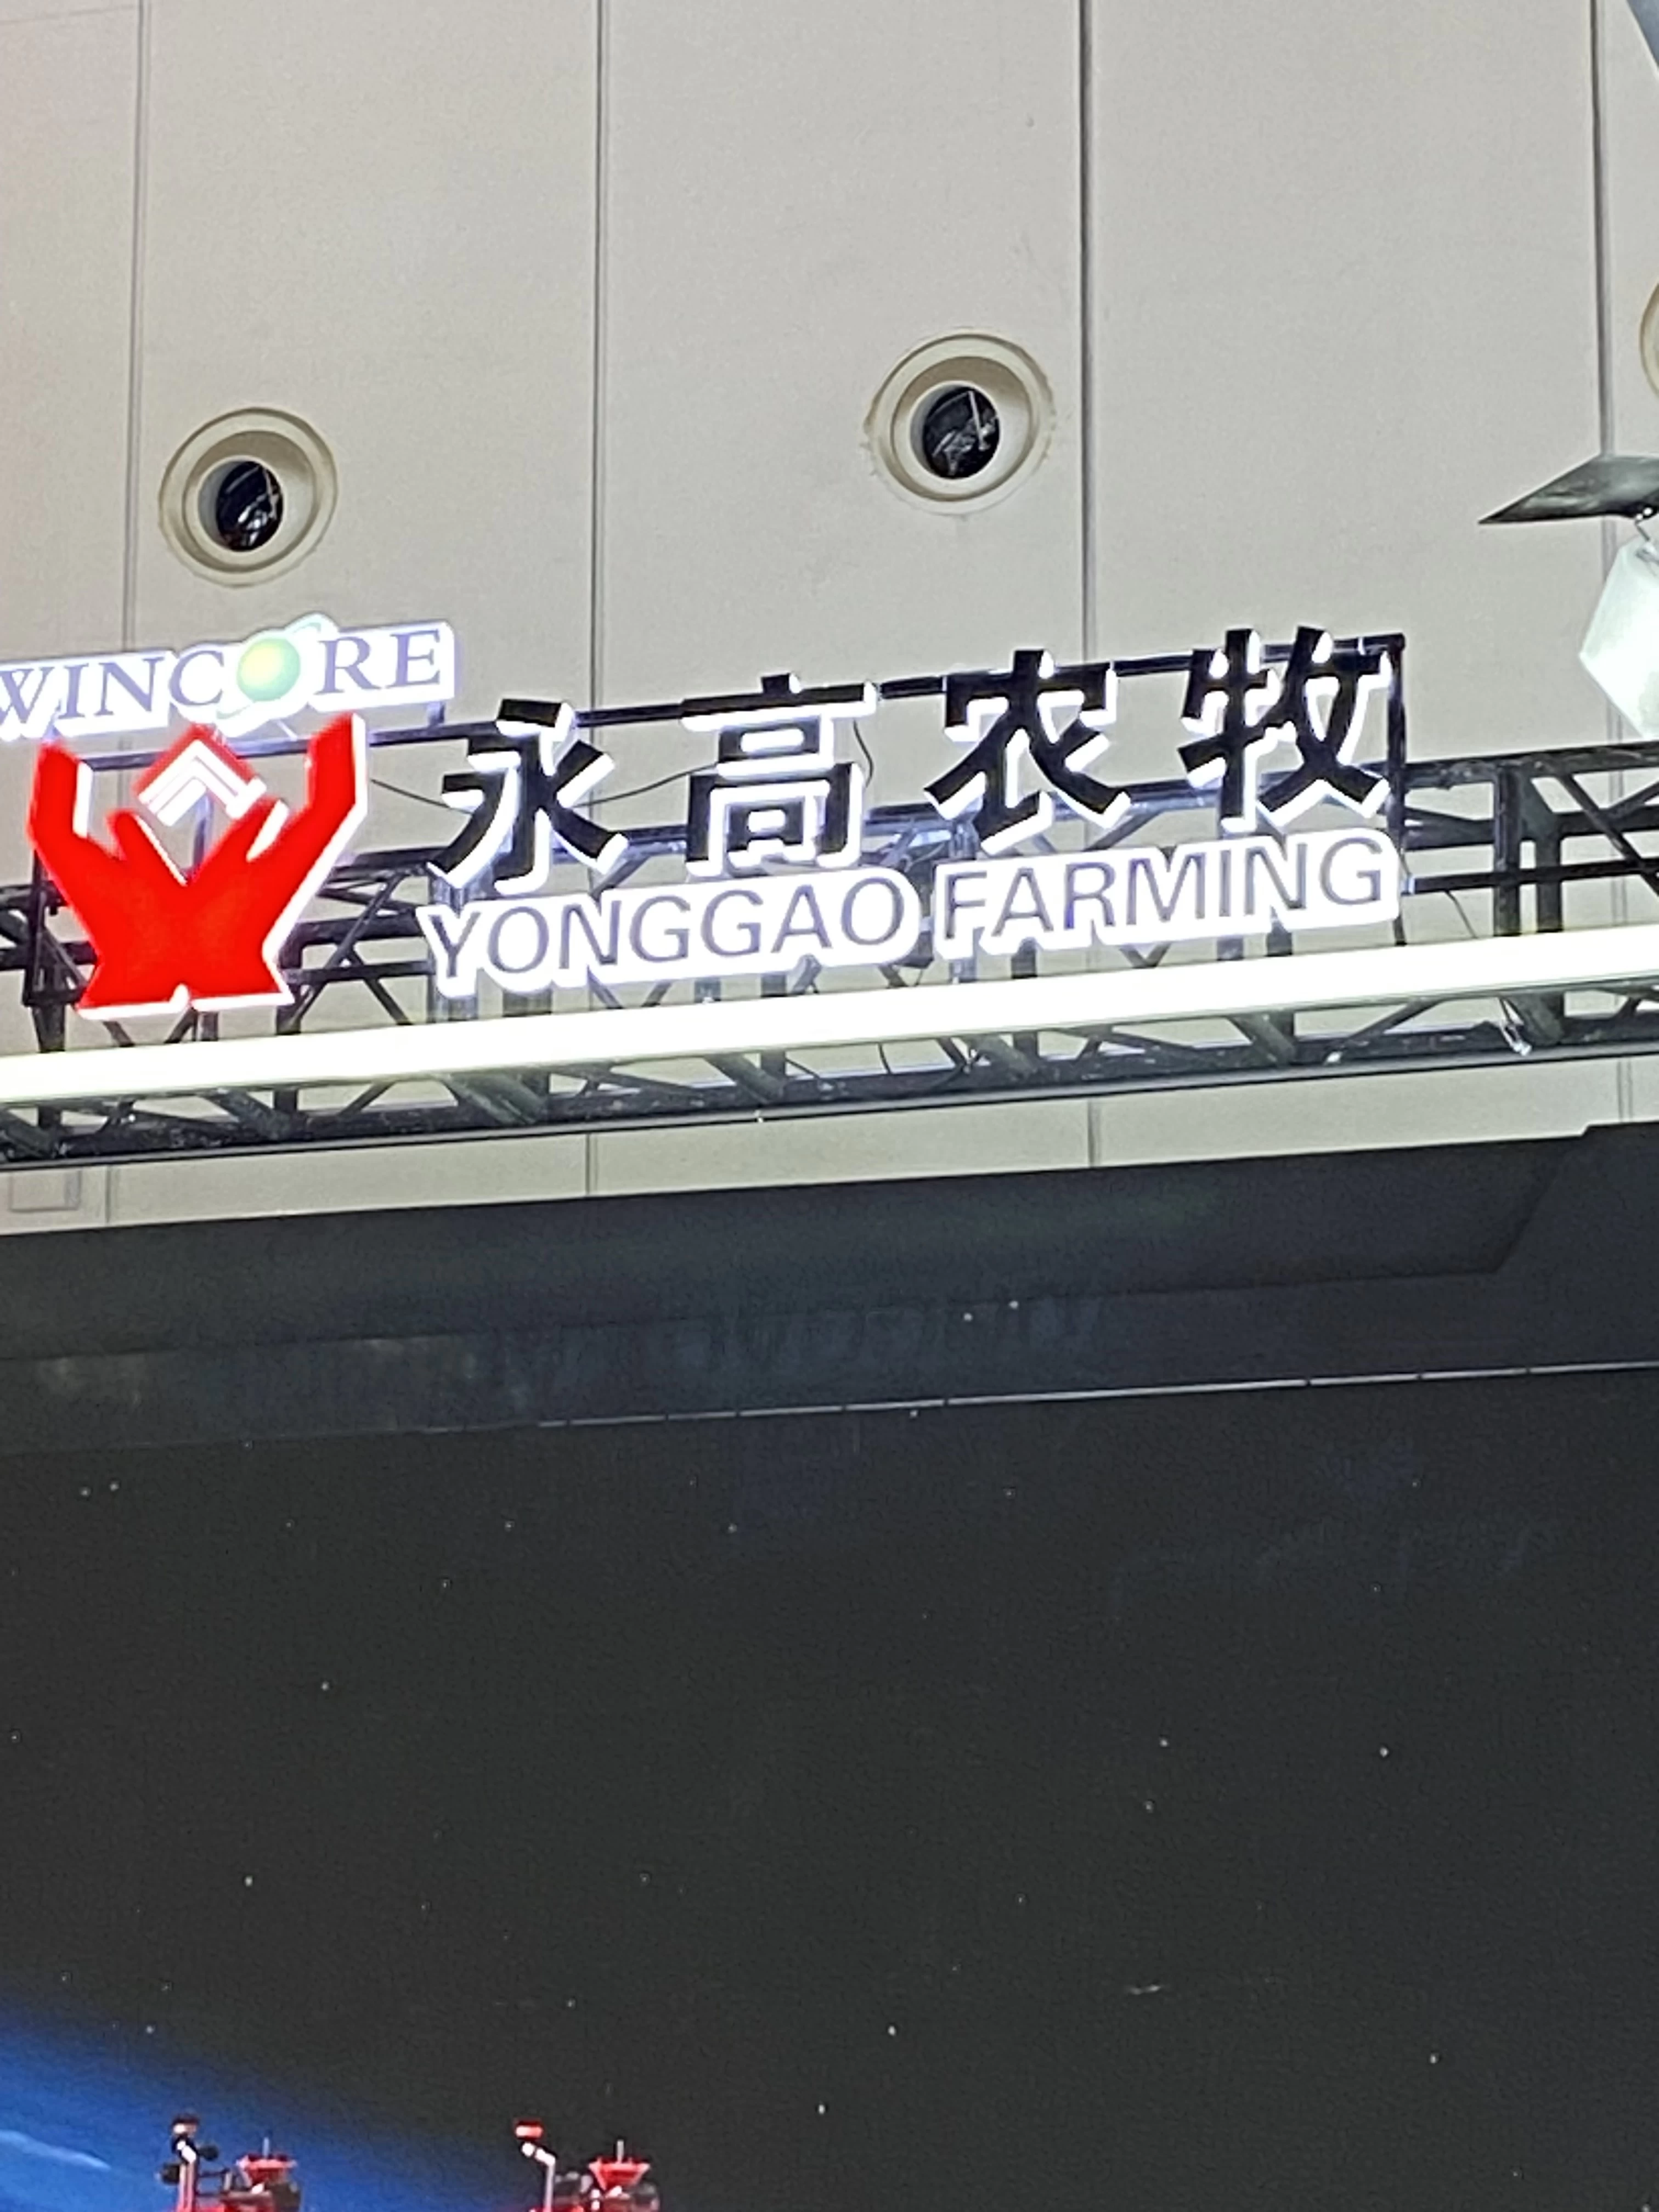 WINCORE
永高农牧
YONGGAO FARMING